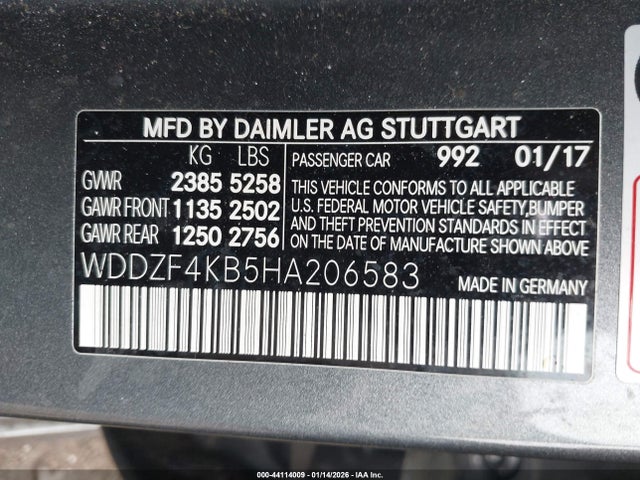 MFD BY DAIMLER AG STUTTGART
KG LBS
GVWR 2385 5258
GAWR FRONT 1135 2502
GAWR REAR 1250 2756
PASSENGER CAR 992 01/17
THIS VEHICLE CONFORMS TO ALL APPLICABLE
U.S. FEDERAL MOTOR VEHICLE SAFETY,BUMPER
AND THEFT PREVENTION STANDARDS IN EFFECT
ON THE DATE OF MANUFACTURE SHOWN ABOVE
WDDZF4KB5HA206583 MADE IN GERMANY
000-44114009 - 01/14/2026 - IAA Inc.